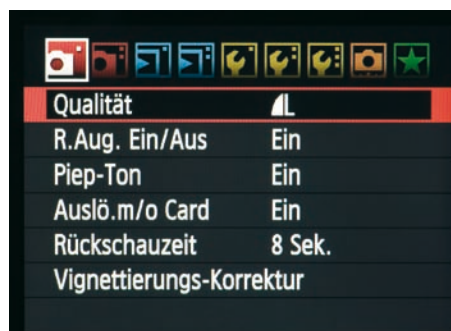 Qualität L
R.Aug. Ein/Aus Ein
Piep-Ton Ein
Auslö.m/o Card Ein
Rückschauzeit 8 Sek.
Vignettierungs-Korrektur